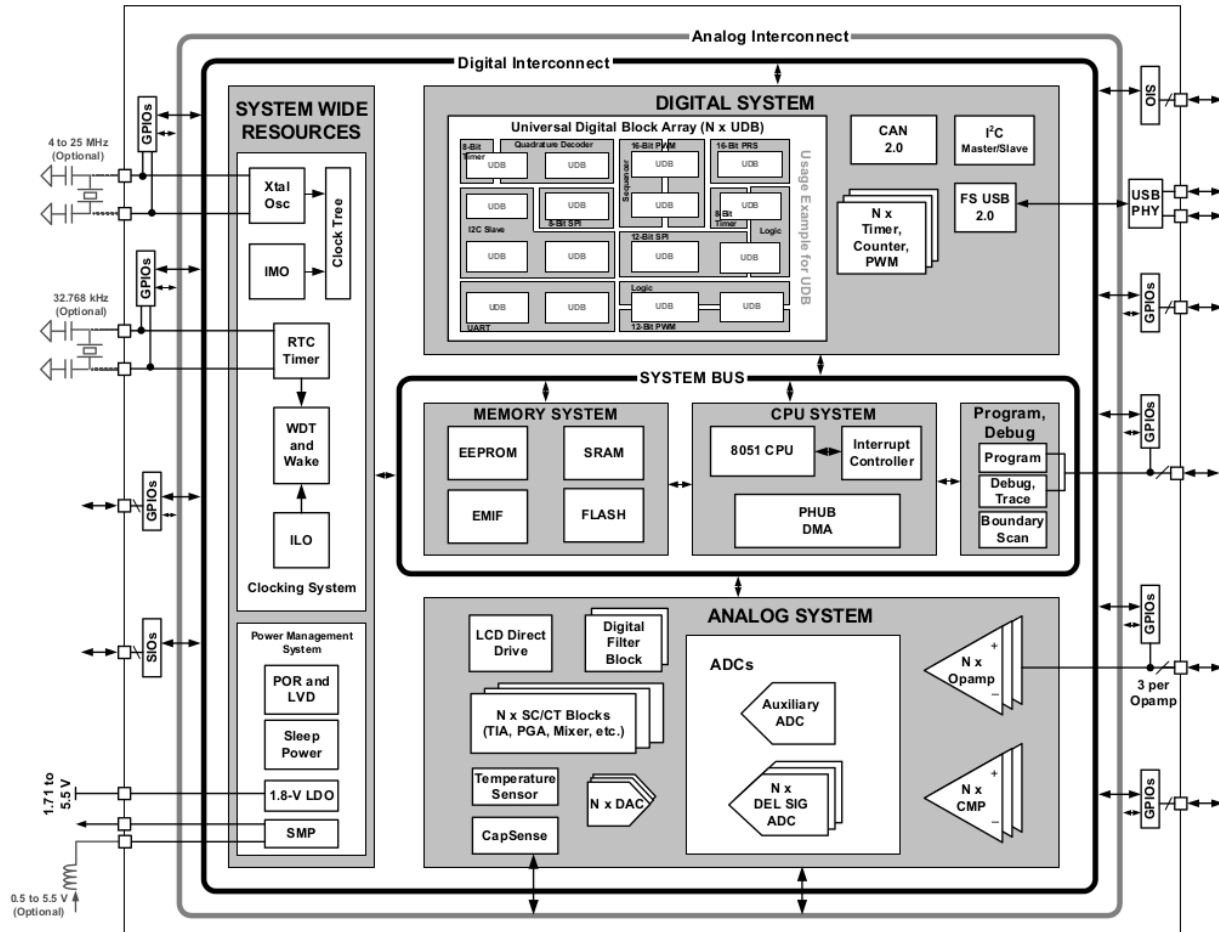 Analog Interconnect
Digital Interconnect
SYSTEM WIDE
RESOURCES
4 to 25 MHz
(Optional)
GPIOs
Xtal
Osc
Clock Tree
IMO
32.768 kHz
(Optional)
GPIOs
RTC
Timer
WDT
and
Wake
ILO
Clocking System
GPIOs
SIOs
Power Management
System
POR and
LVD
Sleep
Power
1.8-V LDO
SMP
1.71 to
5.5 V
0.5 to 5.5 V
(Optional)
DIGITAL SYSTEM
Universal Digital Block Array (N x UDB)
8-Bit
Timer
Quadrature Decoder
16-Bit PWM
16-Bit PRS
UDB
UDB
UDB
UDB
Sequencer
UDB
UDB
UDB
UDB
8-Bit SPI
I2C Slave
8-Bit
Timer
Logic
12-Bit SPI
UDB
UDB
UDB
UDB
Logic
UDB
UDB
UDB
UDB
UART
12-Bit PWM
Usage Example for UDB
CAN
2.0
I²C
Master/Slave
N x
Timer,
Counter,
PWM
FS USB
2.0
SYSTEM BUS
MEMORY SYSTEM
EEPROM
SRAM
EMIF
FLASH
CPU SYSTEM
8051 CPU
Interrupt
Controller
PHUB
DMA
Program,
Debug
Program
Debug,
Trace
Boundary
Scan
ANALOG SYSTEM
LCD Direct
Drive
Digital
Filter
Block
N x SC/CT Blocks
(TIA, PGA, Mixer, etc.)
Temperature
Sensor
N x DAC
CapSense
ADCs
Auxiliary
ADC
N x
DEL SIG
ADC
+
N x
Opamp
–
+
N x
CMP
–
SIO
USB
PHY
GPIOs
GPIOs
GPIOs
3 per
Opamp
GPIOs